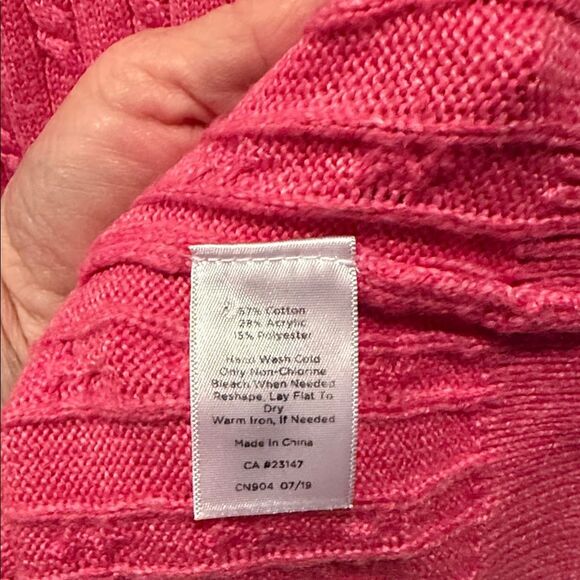 57% Cotton
28% Acrylic
15% Polyester
Hand Wash Cold
Only Non-Chlorine
Bleach When Needed
Reshape, Lay Flat To
Dry
Warm Iron, If Needed
Made In China
CA #23147
CN904 07/19